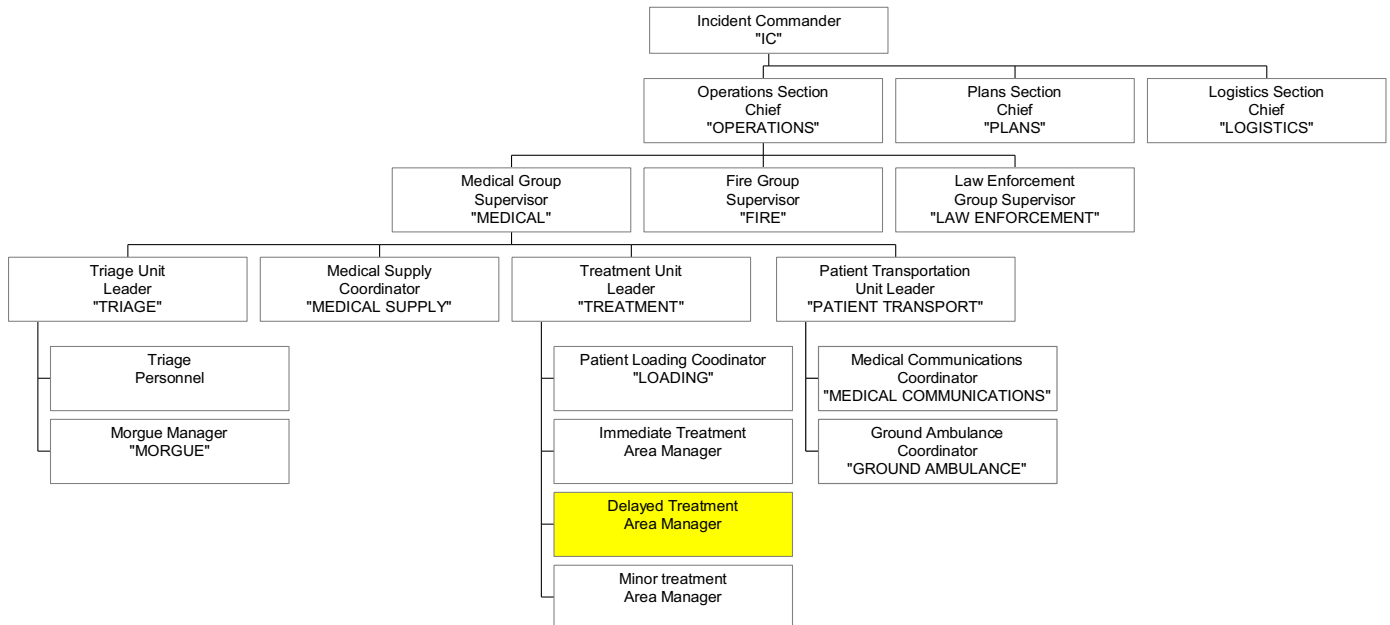 Incident Commander
"IC"
Operations Section
Chief
"OPERATIONS"
Plans Section
Chief
"PLANS"
Logistics Section
Chief
"LOGISTICS"
Medical Group
Supervisor
"MEDICAL"
Fire Group
Supervisor
"FIRE"
Law Enforcement
Group Supervisor
"LAW ENFORCEMENT"
Triage Unit
Leader
"TRIAGE"
Medical Supply
Coordinator
"MEDICAL SUPPLY"
Treatment Unit
Leader
"TREATMENT"
Patient Transportation
Unit Leader
"PATIENT TRANSPORT"
Triage
Personnel
Morgue Manager
"MORGUE"
Patient Loading Coodinator
"LOADING"
Immediate Treatment
Area Manager
Delayed Treatment
Area Manager
Minor treatment
Area Manager
Medical Communications
Coordinator
"MEDICAL COMMUNICATIONS"
Ground Ambulance
Coordinator
"GROUND AMBULANCE"